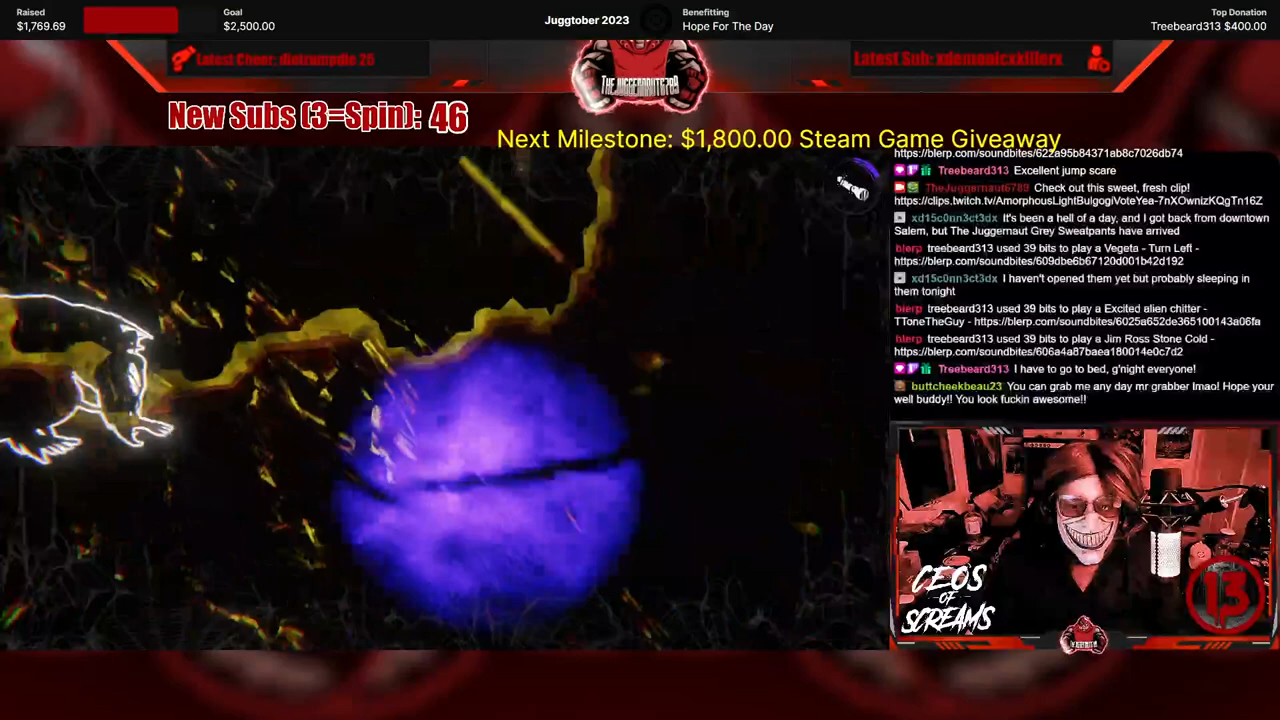 Raised
$1,769.69
Goal
$2,500.00
Juggtober 2023
Benefitting
Hope For The Day
Top Donation
Treebeard313 $400.00
Latest Cheer:
Latest Sub: xdemonicxkillerx
THEJUGGERNAUT6789
New Subs (3=Spin): 46
Next Milestone: $1,800.00 Steam Game Giveaway
https://blerp.com/soundbites/622a95b84371ab8c7026db74
Treebeard313 Excellent jump scare
TheJuggernaut6789 Check out this sweet, fresh clip!
https://clips.twitch.tv/AmorphousLightBulgogiVoteYea-7nXOwnizKQgTn16Z
xd15c0nn3ct3dx It's been a hell of a day, and I got back from downtown
Salem, but The Juggernaut Grey Sweatpants have arrived
blerp treebeard313 used 39 bits to play a Vegeta - Turn Left -
https://blerp.com/soundbites/609dbe6b67120d001b42d192
xd15c0nn3ct3dx I haven't opened them yet but probably sleeping in
them tonight
blerp treebeard313 used 39 bits to play a Excited alien chitter -
TToneTheGuy - https://blerp.com/soundbites/6025a652de365100143a06fa
blerp treebeard313 used 39 bits to play a Jim Ross Stone Cold -
https://blerp.com/soundbites/606a4a87baea180014e0c7d2
Treebeard313 I have to go to bed, g'night everyone!
buttcheekbeau23 You can grab me any day mr grabber lmao! Hope your
well buddy!! You look fuckin awesome!!
CEOS
OF
SCREAMS
13